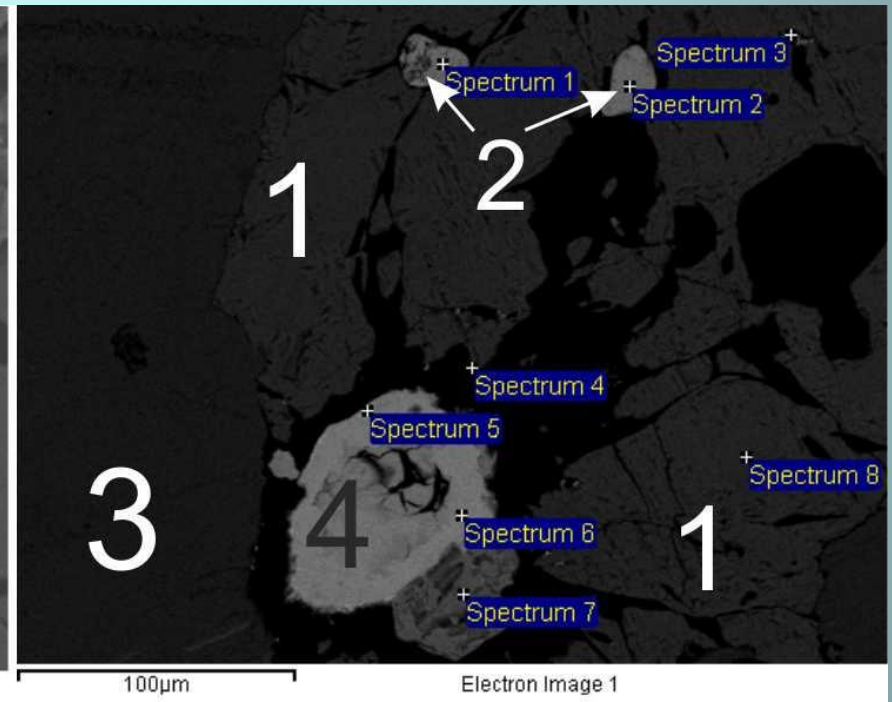 Spectrum 3
Spectrum 1
Spectrum 2
2
1
Spectrum 4
Spectrum 5
Spectrum 8
3
4
1
Spectrum 6
Spectrum 7
100µm
Electron Image 1